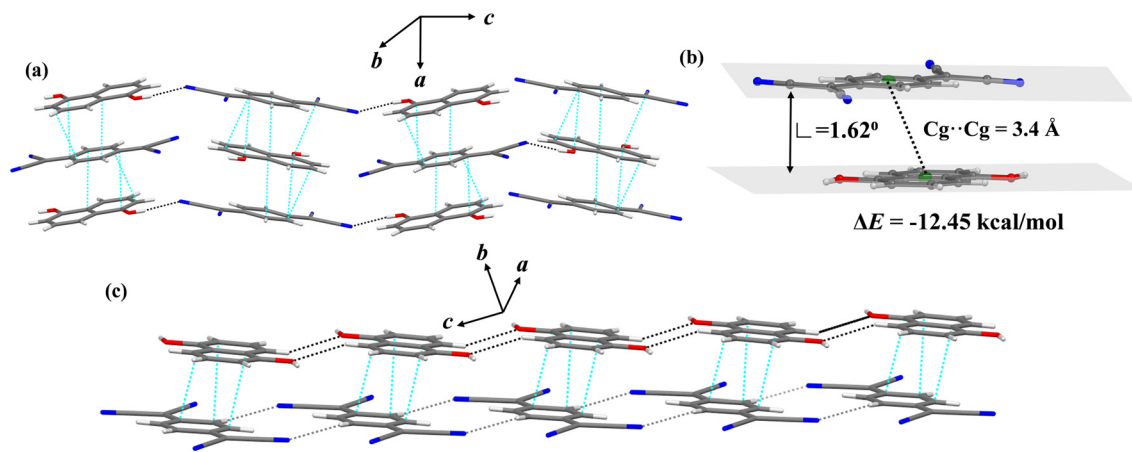 (a)
c
b
a
(b)
∟=1.62⁰
Cg··Cg = 3.4 Å
ΔE = -12.45 kcal/mol
(c)
b
a
c